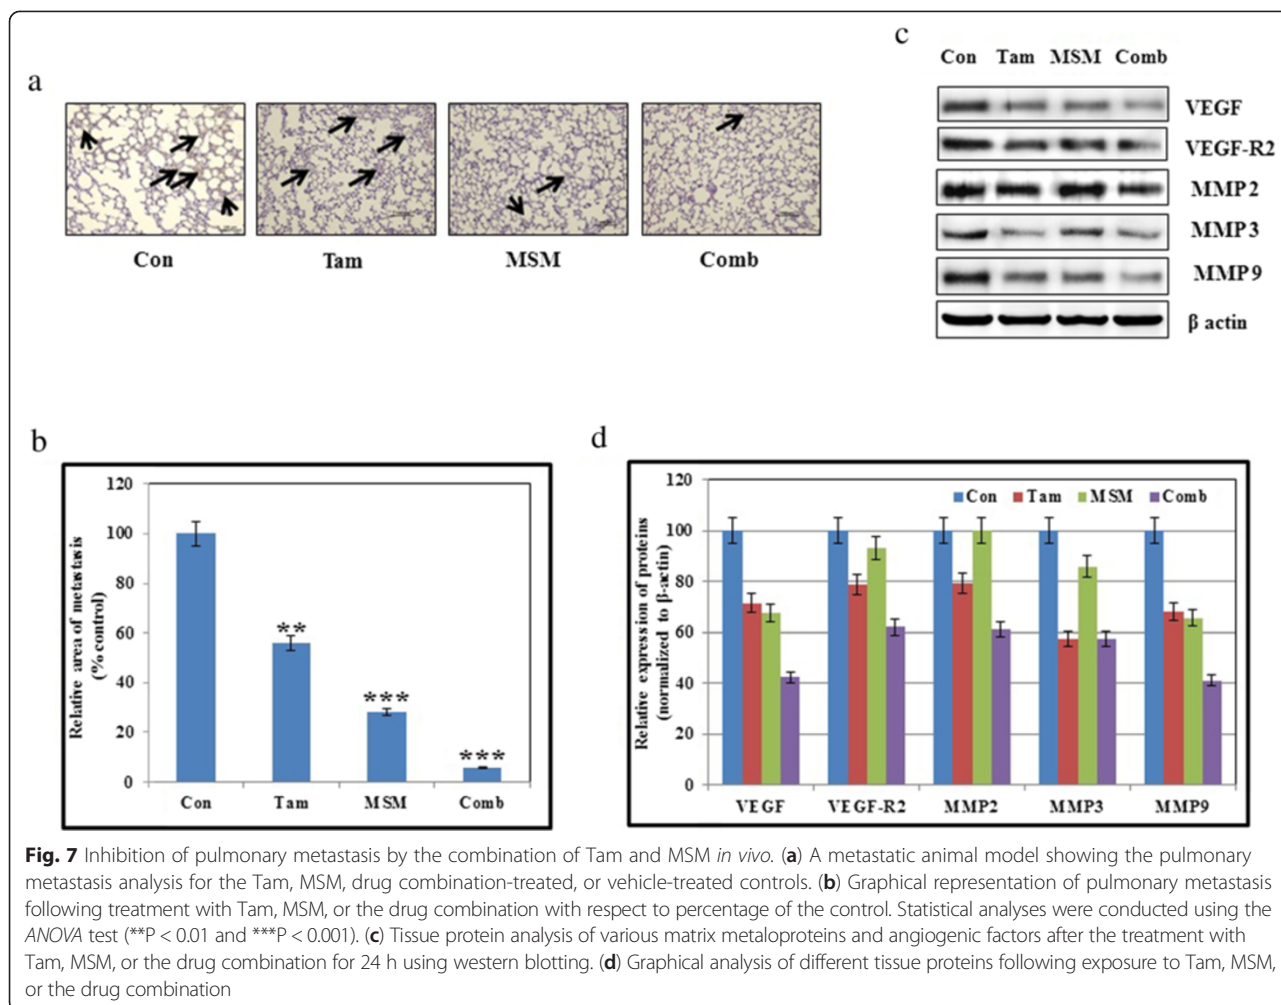 a
Con
Tam
MSM
Comb
c
Con Tam MSM Comb
VEGF
VEGF-R2
MMP2
MMP3
MMP9
β actin
b
Relative area of metastasis
(% control)
120
100
80
60
40
20
0
**
***
***
Con Tam MSM Comb
d
Relative expression of proteins
(normalized to β-actin)
120
100
80
60
40
20
0
Con Tam MSM Comb
VEGF VEGF-R2 MMP2 MMP3 MMP9
Fig. 7 Inhibition of pulmonary metastasis by the combination of Tam and MSM in vivo. (a) A metastatic animal model showing the pulmonary
metastasis analysis for the Tam, MSM, drug combination-treated, or vehicle-treated controls. (b) Graphical representation of pulmonary metastasis
following treatment with Tam, MSM, or the drug combination with respect to percentage of the control. Statistical analyses were conducted using the
ANOVA test (**P < 0.01 and ***P < 0.001). (c) Tissue protein analysis of various matrix metaloproteins and angiogenic factors after the treatment with
Tam, MSM, or the drug combination for 24 h using western blotting. (d) Graphical analysis of different tissue proteins following exposure to Tam, MSM,
or the drug combination